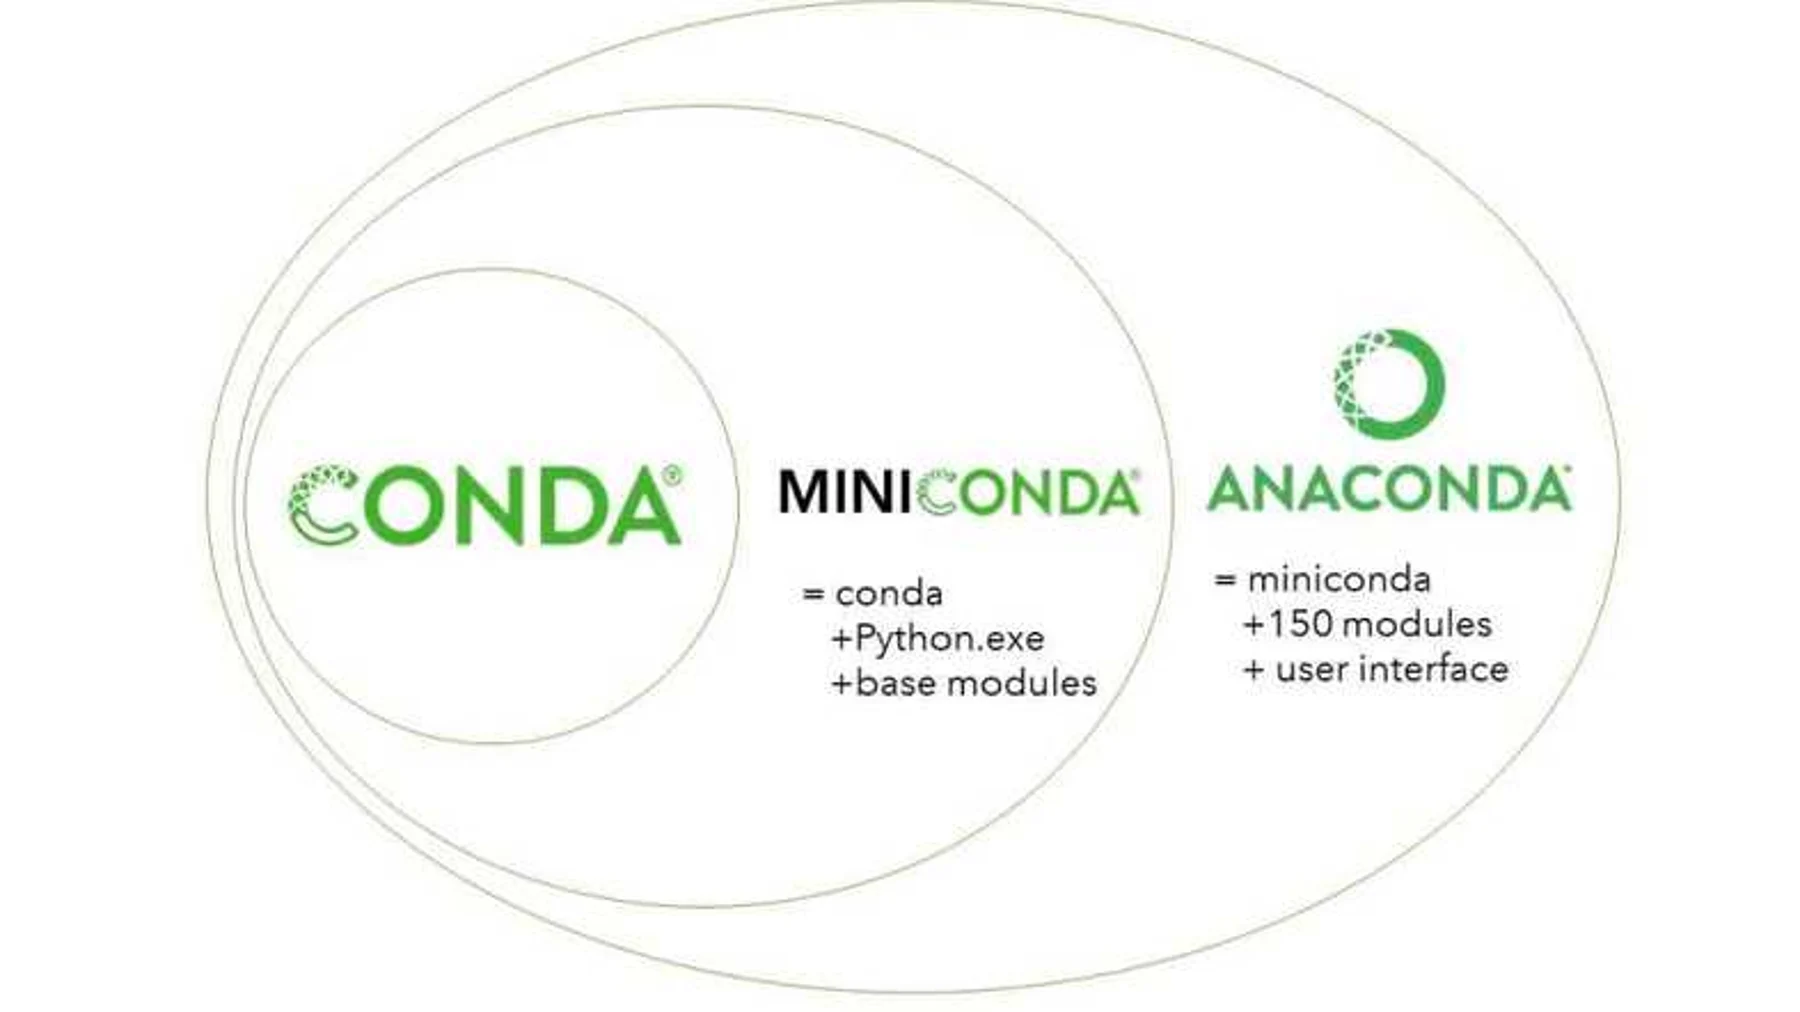 CONDA®
MINICONDA®
= conda
+Python.exe
+base modules
ANACONDA
= miniconda
+150 modules
+ user interface